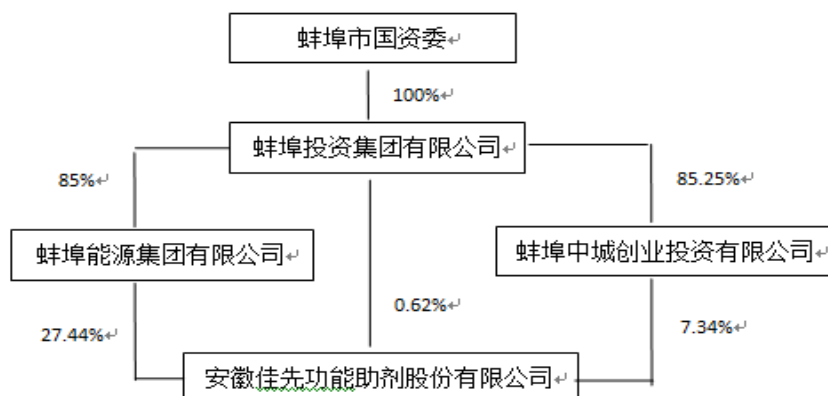 蚌埠市国资委
100%
蚌埠投资集团有限公司
85%
85.25%
蚌埠能源集团有限公司
蚌埠中城创业投资有限公司
0.62%
27.44%
7.34%
安徽佳先功能助剂股份有限公司